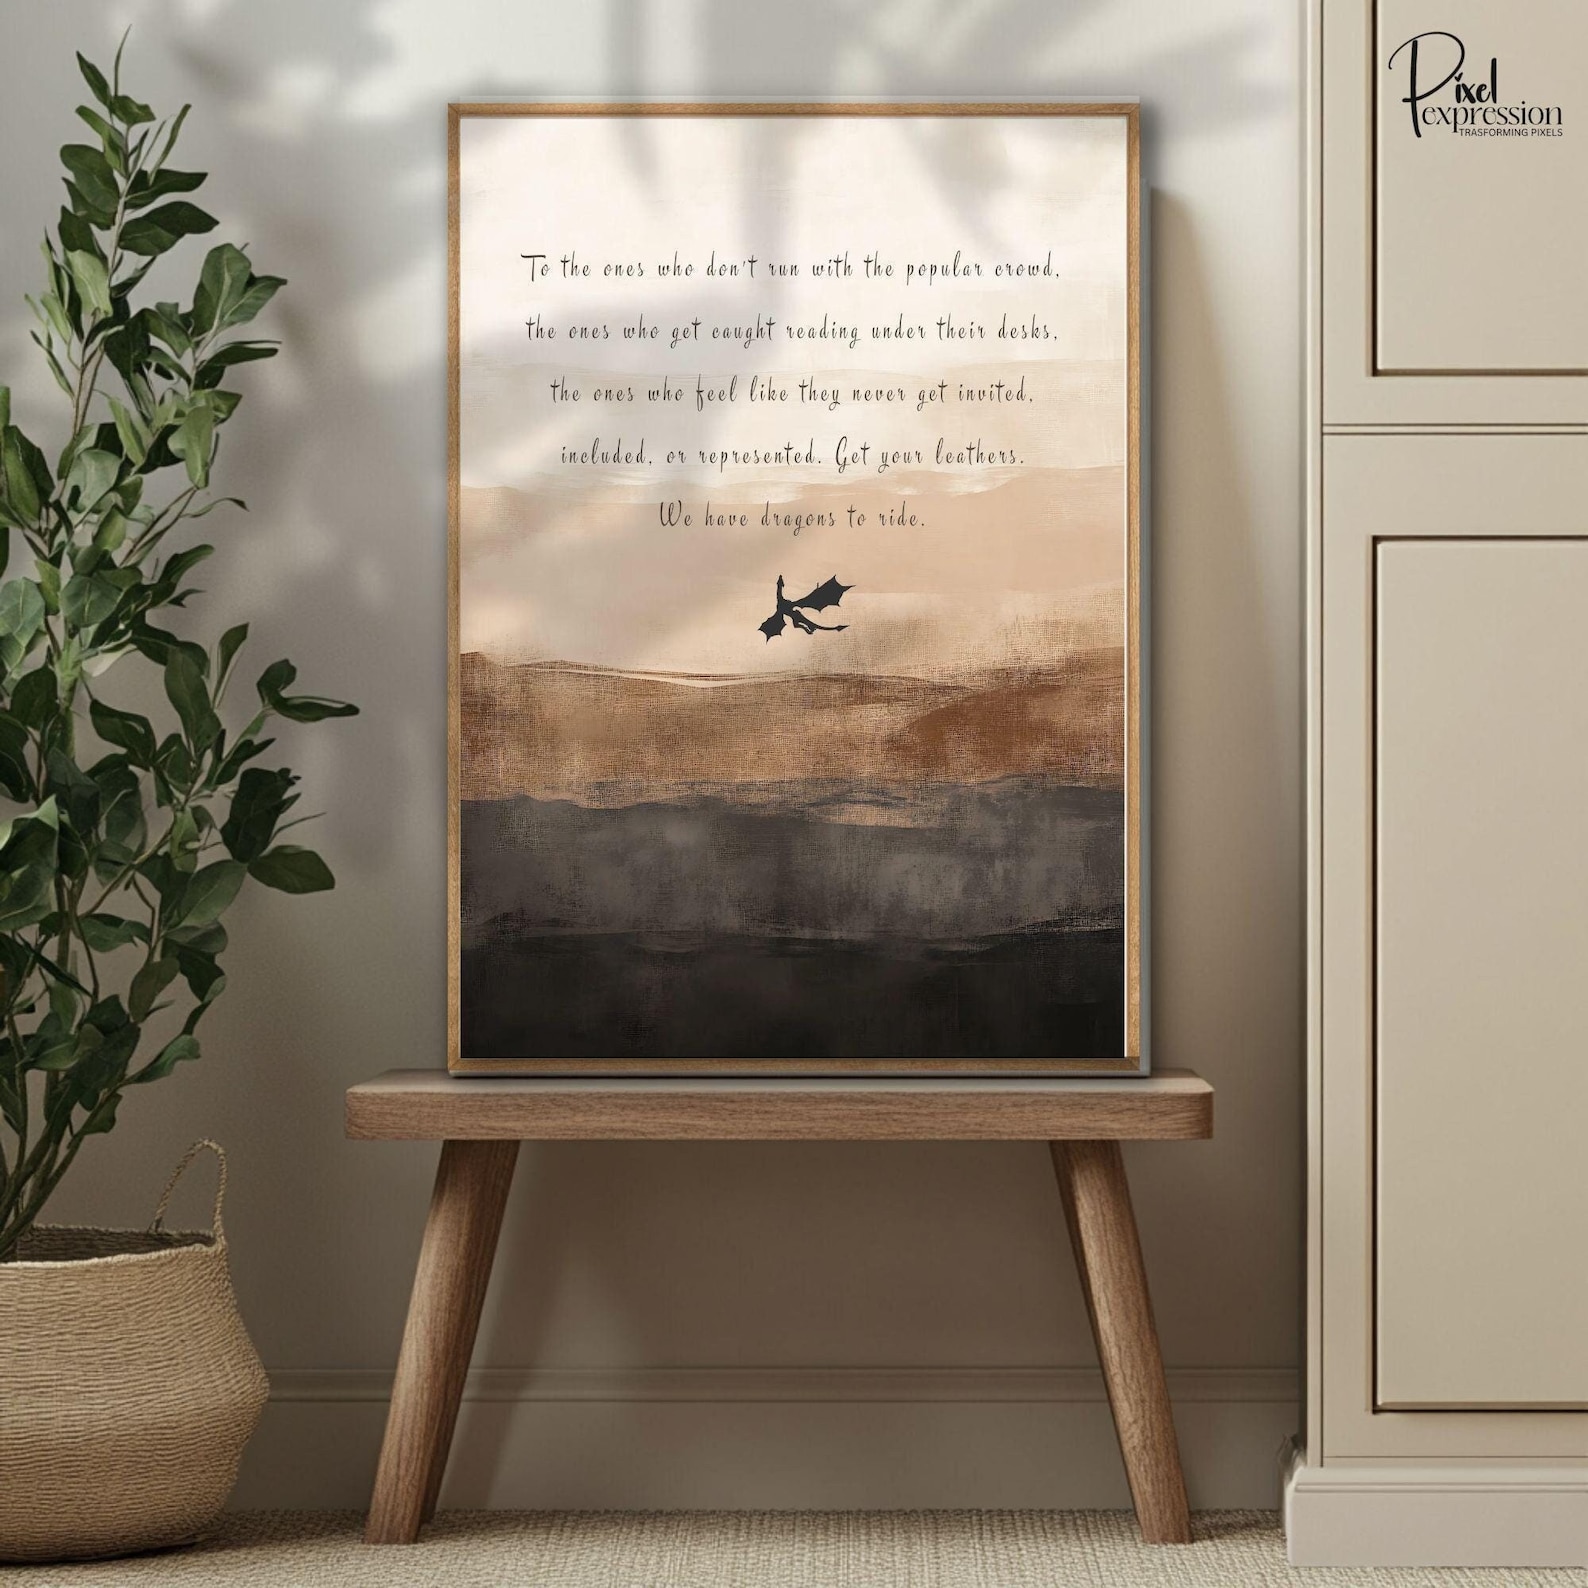 Pixel
expression
TRASFORMING PIXELS
To the ones who don't run with the popular crowd,
the ones who get caught reading under their desks,
the ones who feel like they never get invited,
included, or represented. Get your leathers.
We have dragons to ride.